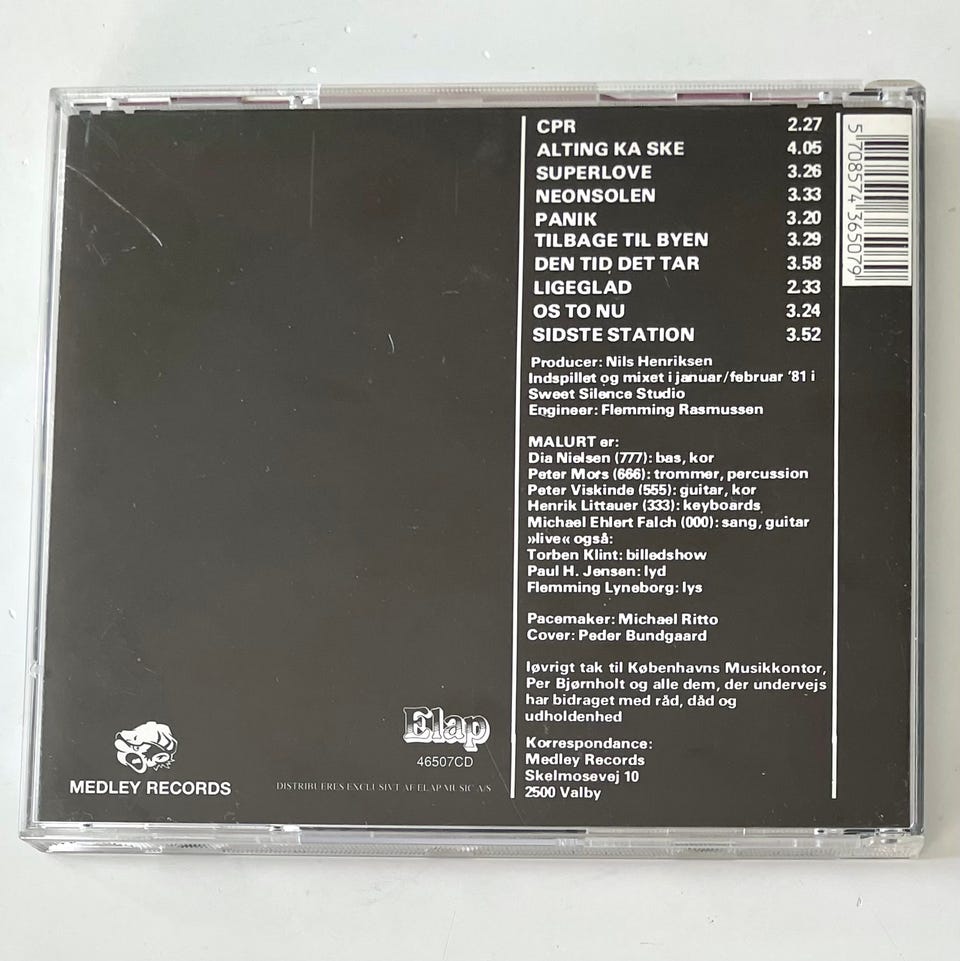 CPR 2.27
ALTING KA SKE 4.05
SUPERLOVE 3.26
NEONSOLEN 3.33
PANIK 3.20
TILBAGE TIL BYEN 3.29
DEN TID DET TAR 3.58
LIGEGLAD 2.33
OS TO NU 3.24
SIDSTE STATION 3.52
Producer: Nils Henriksen
Indspillet og mixet i januar/februar '81 i
Sweet Silence Studio
Engineer: Flemming Rasmussen
MALURT er:
Dia Nielsen (777): bas, kor
Peter Mors (666): trommer, percussion
Peter Viskinde (555): guitar, kor
Henrik Littauer (333): keyboards
Michael Ehlert Falch (000): sang, guitar
»live« også:
Torben Klint: billedshow
Paul H. Jensen: lyd
Flemming Lyneborg: lys
Pacemaker: Michael Ritto
Cover: Peder Bundgaard
Iøvrigt tak til Københavns Musikkontor,
Per Bjørnholt og alle dem, der undervejs
har bidraget med råd, dåd og
udholdenhed
Korrespondance:
Medley Records
Skelmosevej 10
2500 Valby
5 708574 365079
Elap
46507CD
MEDLEY RECORDS
DISTRIBUERES EXCLUSIVT AF ELAP MUSIC A/S